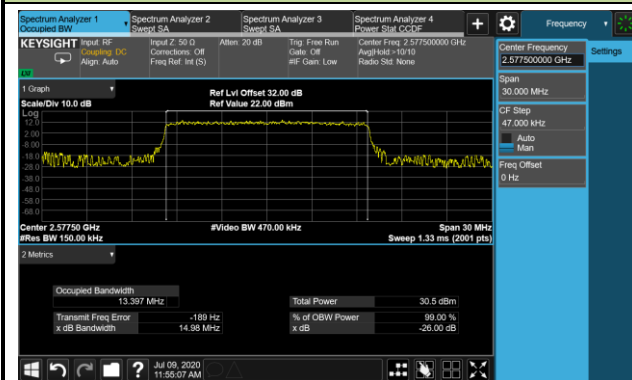 Spectrum Analyzer 1
Occupied BW
Spectrum Analyzer 2
Swept SA
Spectrum Analyzer 3
Swept SA
Spectrum Analyzer 4
Power Stat CCDF
Frequency
KEYSIGHT
Input: RF
Coupling: DC
Align: Auto
Input Z: 50 Ω
Corrections: Off
Freq Ref: Int (S)
Atten: 20 dB
Trig: Free Run
Gate: Off
#IF Gain: Low
Center Freq: 2.577500000 GHz
Avg|Hold:>10/10
Radio Std: None
Center Frequency
2.577500000 GHz
Settings
Span
30.000 MHz
CF Step
47.000 kHz
Auto
Man
Freq Offset
0 Hz
1 Graph
Scale/Div 10.0 dB
Ref Lvl Offset 32.00 dB
Ref Value 22.00 dBm
Log
12.0
2.00
-8.00
-18.0
-28.0
-38.0
-48.0
-58.0
-68.0
Center 2.57750 GHz
#Video BW 470.00 kHz
Span 30 MHz
#Res BW 150.00 kHz
Sweep 1.33 ms (2001 pts)
2 Metrics
Occupied Bandwidth
13.397 MHz
Total Power 30.5 dBm
Transmit Freq Error -189 Hz
% of OBW Power 99.00 %
x dB Bandwidth 14.98 MHz
x dB -26.00 dB
Jul 09, 2020
11:55:07 AM